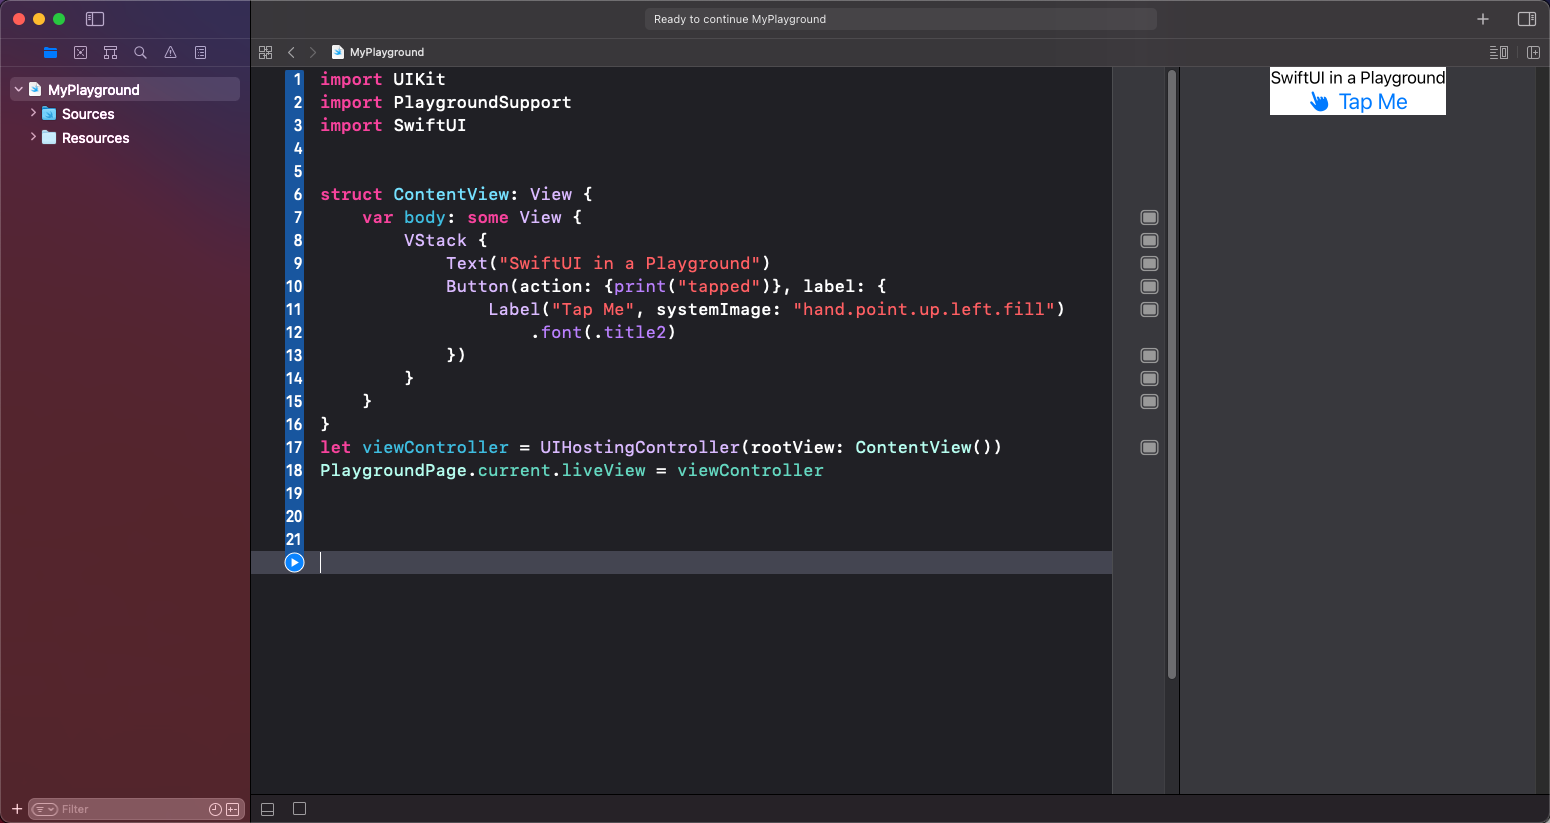 Ready to continue MyPlayground
MyPlayground
MyPlayground
Sources
Resources
1 import UIKit
2 import PlaygroundSupport
3 import SwiftUI
4
5
6 struct ContentView: View {
7     var body: some View {
8         VStack {
9             Text("SwiftUI in a Playground")
10             Button(action: {print("tapped")}, label: {
11                 Label("Tap Me", systemImage: "hand.point.up.left.fill")
12                     .font(.title2)
13             })
14         }
15     }
16 }
17 let viewController = UIHostingController(rootView: ContentView())
18 PlaygroundPage.current.liveView = viewController
19
20
21
SwiftUI in a Playground
Tap Me
Filter